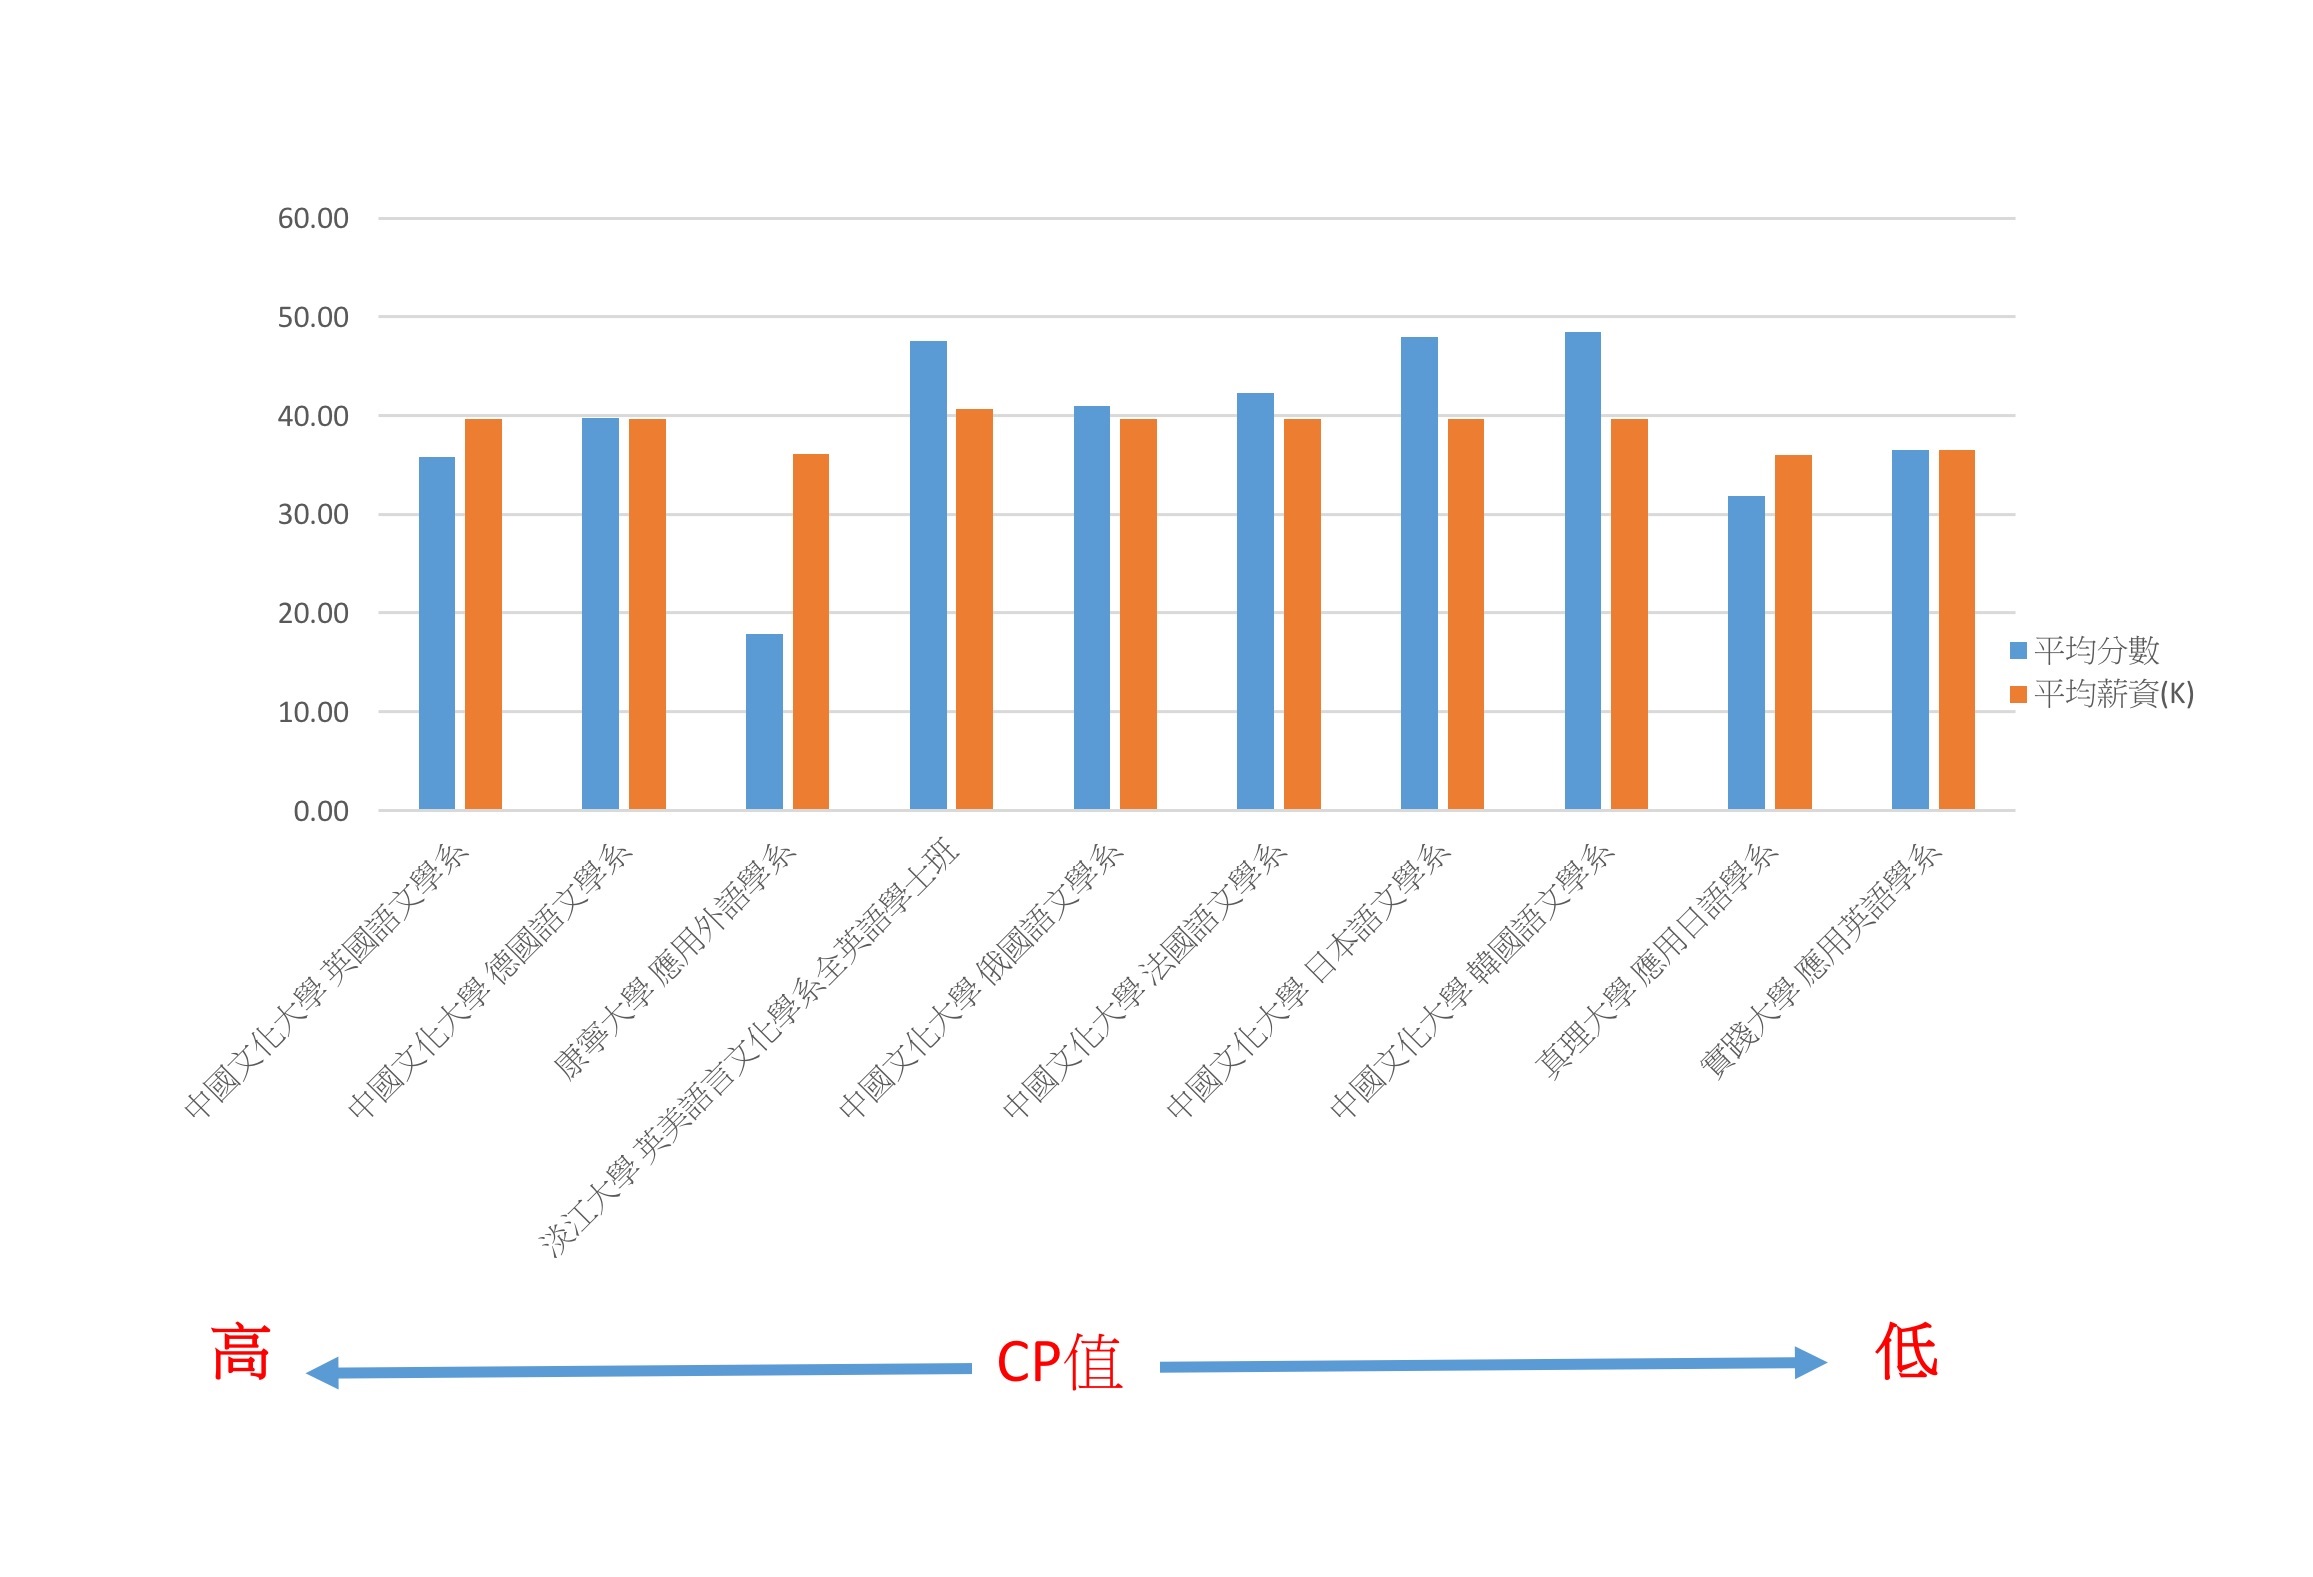 60.00
50.00
40.00
30.00
20.00
10.00
0.00
平均分數
平均薪資(K)
中國文化大學 英國語文學系
中國文化大學 德國語文學系
康寧大學 應用外語學系
淡江大學 英美語言文化學系全英語學士班
中國文化大學 俄國語文學系
中國文化大學 法國語文學系
中國文化大學 日本語文學系
中國文化大學 韓國語文學系
真理大學 應用日語學系
實踐大學 應用英語學系
高
CP值
低